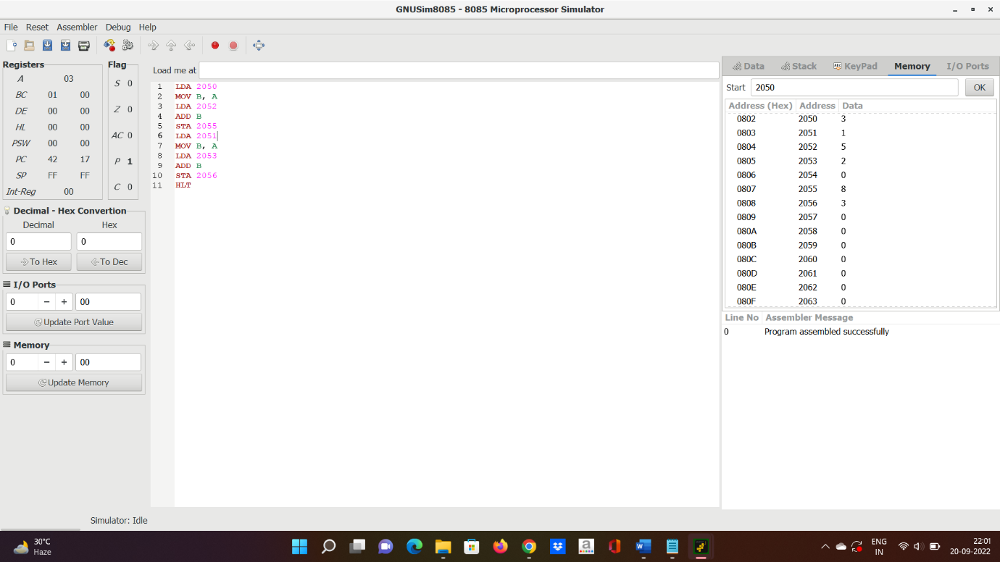 GNUSim8085 - 8085 Microprocessor Simulator
File Reset Assembler Debug Help
Registers
A 03
BC 01 00
DE 00 00
HL 00 00
PSW 00 00
PC 42 17
SP FF FF
Int-Reg 00
Flag
S 0
Z 0
AC 0
P 1
C 0
Decimal - Hex Convertion
Decimal Hex
0 0
To Hex To Dec
I/O Ports
0 − + 00
Update Port Value
Memory
0 − + 00
Update Memory
Load me at
1 LDA 2050
2 MOV B, A
3 LDA 2052
4 ADD B
5 STA 2055
6 LDA 2051
7 MOV B, A
8 LDA 2053
9 ADD B
10 STA 2056
11 HLT
Data Stack KeyPad Memory I/O Ports
Start 2050 OK
Address (Hex) Address Data
0802 2050 3
0803 2051 1
0804 2052 5
0805 2053 2
0806 2054 0
0807 2055 8
0808 2056 3
0809 2057 0
080A 2058 0
080B 2059 0
080C 2060 0
080D 2061 0
080E 2062 0
080F 2063 0
Line No Assembler Message
0 Program assembled successfully
Simulator: Idle
30°C
Haze
ENG
IN
22:01
20-09-2022